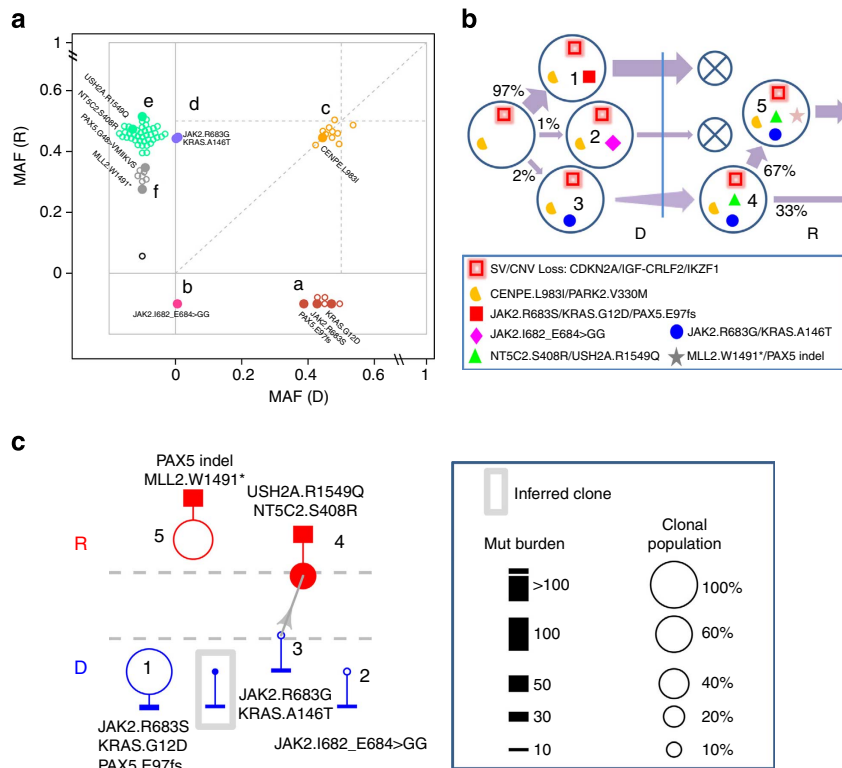 a
1
0.6
0.4
0.2
0
MAF (R)
USH2A.R1549Q
NT5C2.S408R
MLL2.W1491*
e
d
c
f
b
a
JAK2.R683G
KRAS.A146T
CENPE.L983I
JAK2.I682_E684>GG
PAX5.E97fs
JAK2.R683S
KRAS.G12D
0
0.2
0.4
0.6
1
MAF (D)
b
97%
1%
2%
67%
33%
1
2
3
4
5
D
R
SV/CNV Loss: CDKN2A/IGF-CRLF2/IKZF1
CENPE.L983I/PARK2.V330M
JAK2.R683S/KRAS.G12D/PAX5.E97fs
JAK2.I682_E684>GG
JAK2.R683G/KRAS.A146T
NT5C2.S408R/USH2A.R1549Q
MLL2.W1491*/PAX5 indel
c
PAX5 indel
MLL2.W1491*
USH2A.R1549Q
NT5C2.S408R
R
5
4
D
1
3
2
JAK2.R683G
KRAS.A146T
JAK2.R683S
KRAS.G12D
PAX5.E97fs
JAK2.I682_E684>GG
Inferred clone
Mut burden
Clonal
population
>100
100
50
30
10
100%
60%
40%
20%
10%